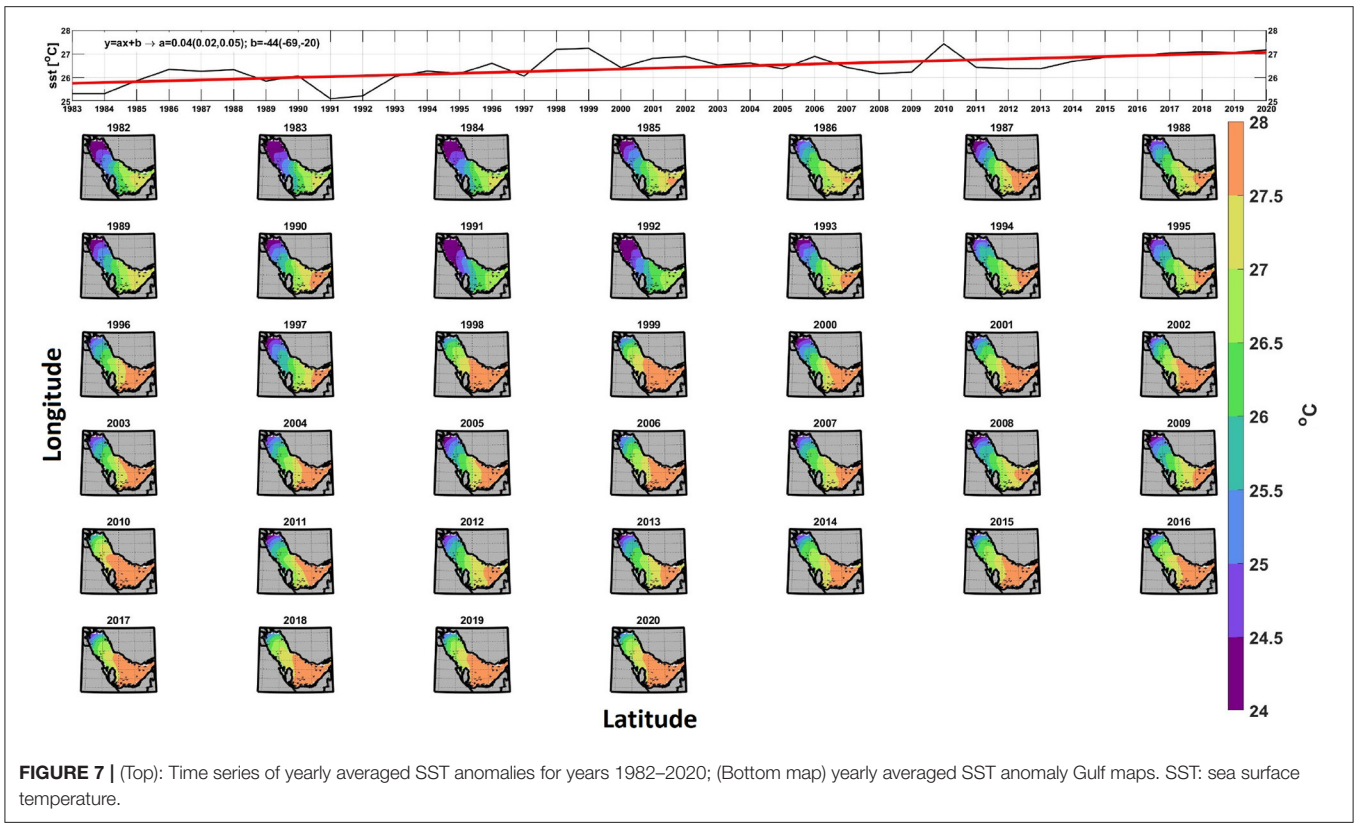 y=ax+b → a=0.04(0.02,0.05); b=-44(-69,-20)
sst [°C]
28
27
26
25
28
27
26
25
1983 1984 1985 1986 1987 1988 1989 1990 1991 1992 1993 1994 1995 1996 1997 1998 1999 2000 2001 2002 2003 2004 2005 2006 2007 2008 2009 2010 2011 2012 2013 2014 2015 2016 2017 2018 2019 2020
1982 1983 1984 1985 1986 1987 1988
1989 1990 1991 1992 1993 1994 1995
1996 1997 1998 1999 2000 2001 2002
2003 2004 2005 2006 2007 2008 2009
2010 2011 2012 2013 2014 2015 2016
2017 2018 2019 2020
Longitude
Latitude
28
27.5
27
26.5
26
25.5
25
24.5
24
°C
FIGURE 7 | (Top): Time series of yearly averaged SST anomalies for years 1982–2020; (Bottom map) yearly averaged SST anomaly Gulf maps. SST: sea surface
temperature.